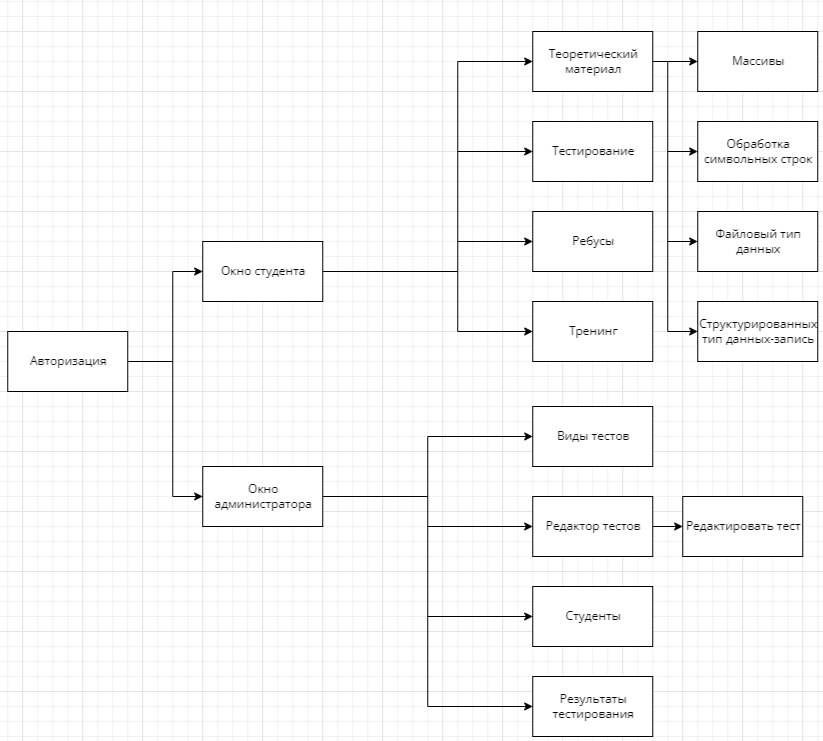 Теоретический
материал
Массивы
Тестирование
Обработка
символьных строк
Ребусы
Файловый тип
данных
Окно студента
Тренинг
Структурированных
тип данных-запись
Авторизация
Виды тестов
Окно
администратора
Редактор тестов
Редактировать тест
Студенты
Результаты
тестирования